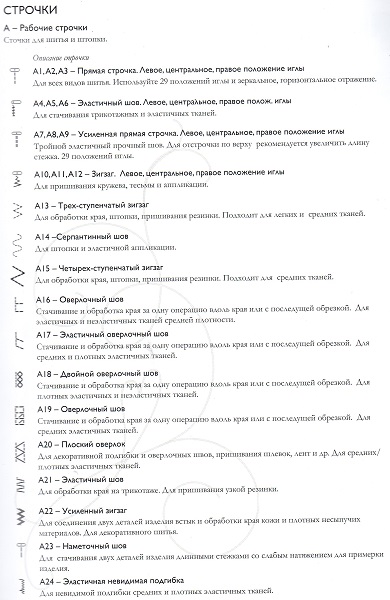 СТРОЧКИ
А – Рабочие строчки
Сточки для шитья и штопки.
Описание строчки
А1,А2,А3 – Прямая строчка. Левое, центральное, правое положение иглы
Для всех видов шитья. Используйте 29 положений иглы и зеркальное, горизонтальное отражение.
А4,А5,А6 – Эластичный шов. Левое, центральное, правое полож. иглы
Для стачивания трикотажных и эластичных тканей.
А7,А8,А9 – Усиленная прямая строчка. Левое, центральное, правое положение иглы
Тройной эластичный прочный шов. Для отстрочки по верху рекомендуется увеличить длину
стежка. 29 положений иглы.
А10,А11,А12 – Зигзаг. Левое, центральное, правое положение иглы
Для пришивания кружева, тесьмы и аппликации.
А13 – Трех-ступенчатый зигзаг
Для обработки края, штопки, пришивания резинки. Подходит для легких и средних тканей.
А14 –Серпантинный шов
Для штопки и эластичной аппликации.
А15 – Четырех-ступенчатый зигзаг
Для обработки края, штопки, пришивания резинки. Подходит для средних тканей.
А16 – Оверлочный шов
Стачивание и обработка края за одну операцию вдоль края или с последущей обрезкой. Для
эластичных и неэластичных тканей средней плотности.
А17 – Эластичный оверлочный шов
Стачивание и обработка края за одну операцию вдоль края или с последущей обрезкой. Для
средних и плотных эластичных тканей.
А18 – Двойной оверлочный шов
Стачивание и обработка края за одну операцию вдоль края или с последущей обрезкой. Для
плотных эластичных и неэластичных тканей.
А19 – Оверлочный шов
Стачивание и обработка края за одну операцию вдоль края или с последущей обрезкой. Для
средних эластичных тканей.
А20 – Плоский оверлок
Для декоративной подгибки и оверлочных швов, пришивания шлевок, лент и др. Для средних/
плотных эластичных тканей.
А21 – Эластичный шов
Для обработки края на трикотаже. Для пришивания узкой резинки.
А22 – Усиленный зигзаг
Для соединения двух деталей изделия встык и обработки края кожи и плотных несыпучих
материалов. Для декоративного шитья.
А23 – Наметочный шов
Для стачивания двух деталей изделия длинными стежками со слабым натяжением для примерки
изделия.
А24 – Эластичная невидимая подгибка
Для невидимой подгибки средних и плотных эластичных тканей.